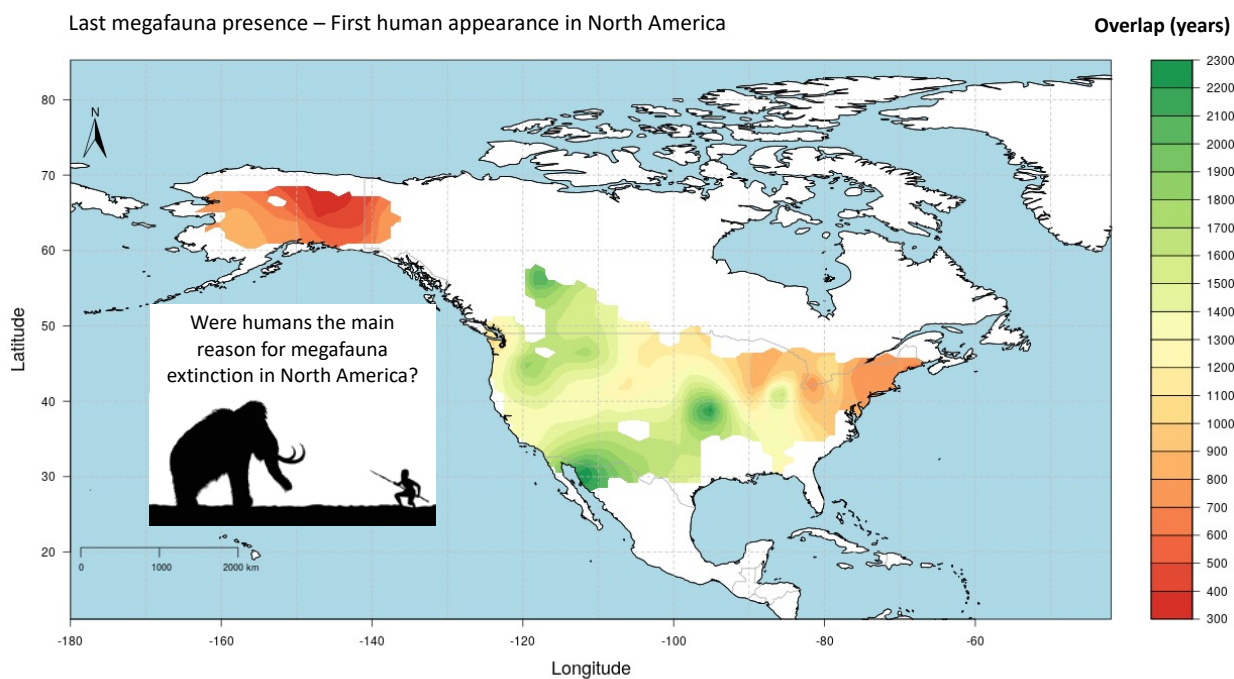 Last megafauna presence – First human appearance in North America
Overlap (years)
N
80
70
60
50
40
30
20
Latitude
Were humans the main
reason for megafauna
extinction in North America?
0 1000 2000 km
-180 -160 -140 -120 -100 -80 -60
Longitude
2300
2200
2100
2000
1900
1800
1700
1600
1500
1400
1300
1200
1100
1000
900
800
700
600
500
400
300